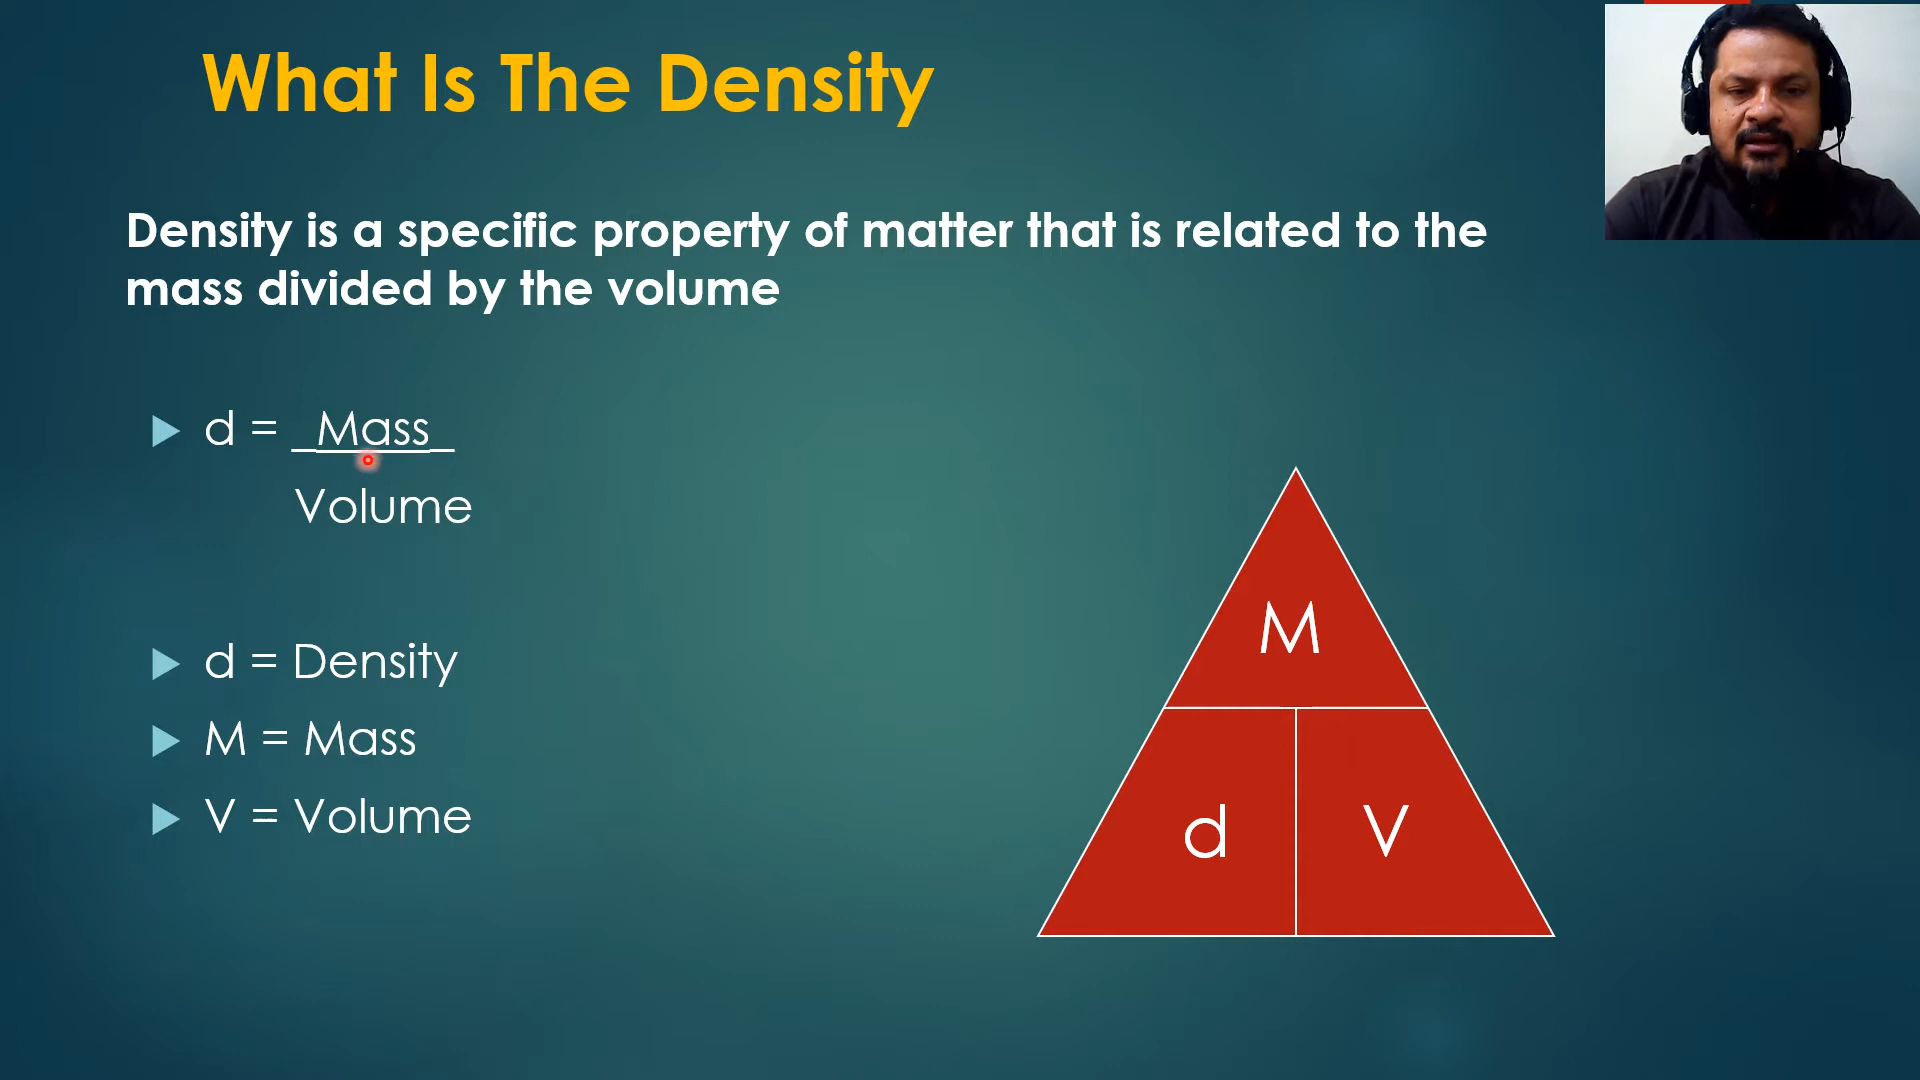 What Is The Density
Density is a specific property of matter that is related to the
mass divided by the volume
d = _Mass_
Volume
d = Density
M = Mass
V = Volume
M
d V